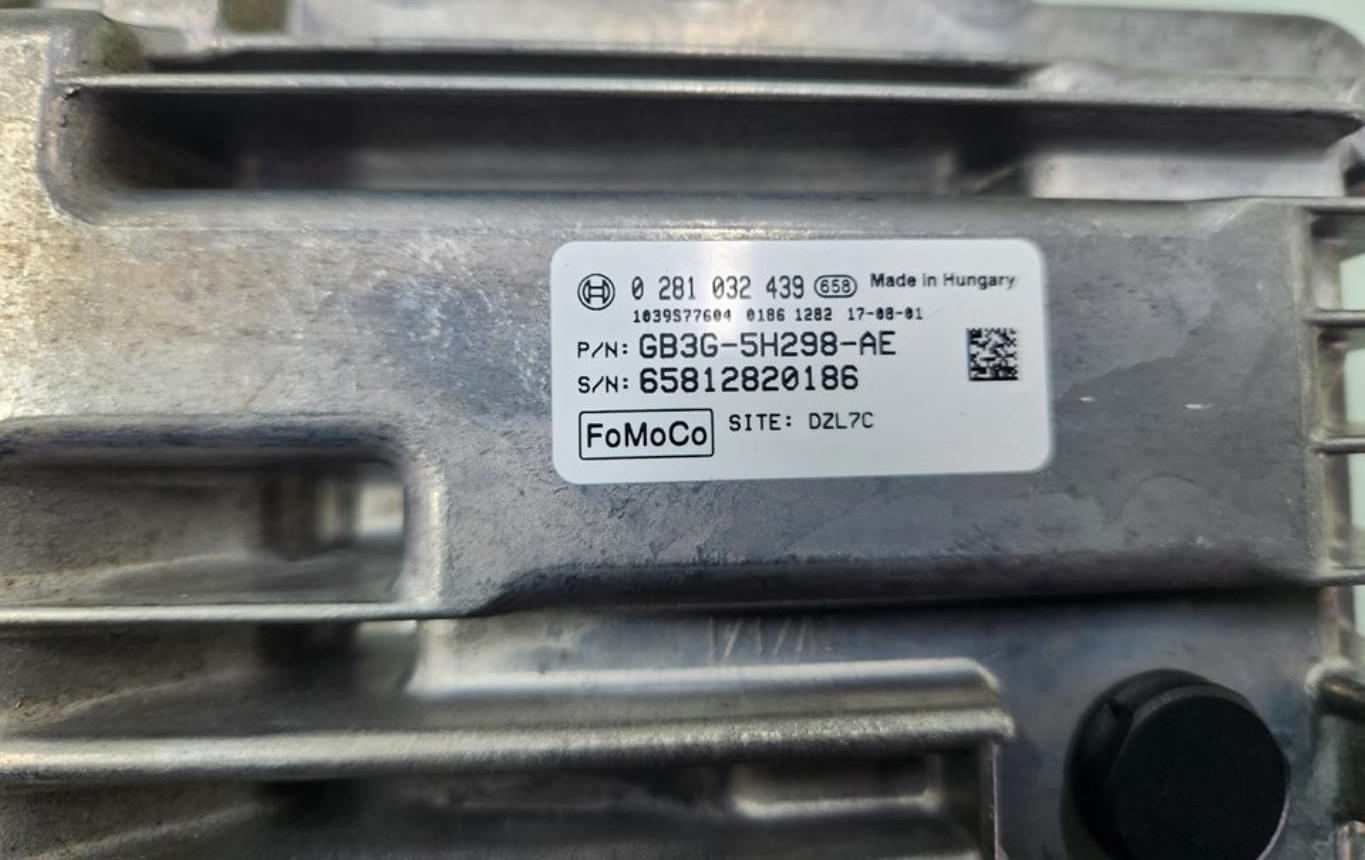 0 281 032 439 658 Made in Hungary
1039S77604 0186 1282 17-08-01
P/N: GB3G-5H298-AE
S/N: 65812820186
FoMoCo SITE: DZL7C